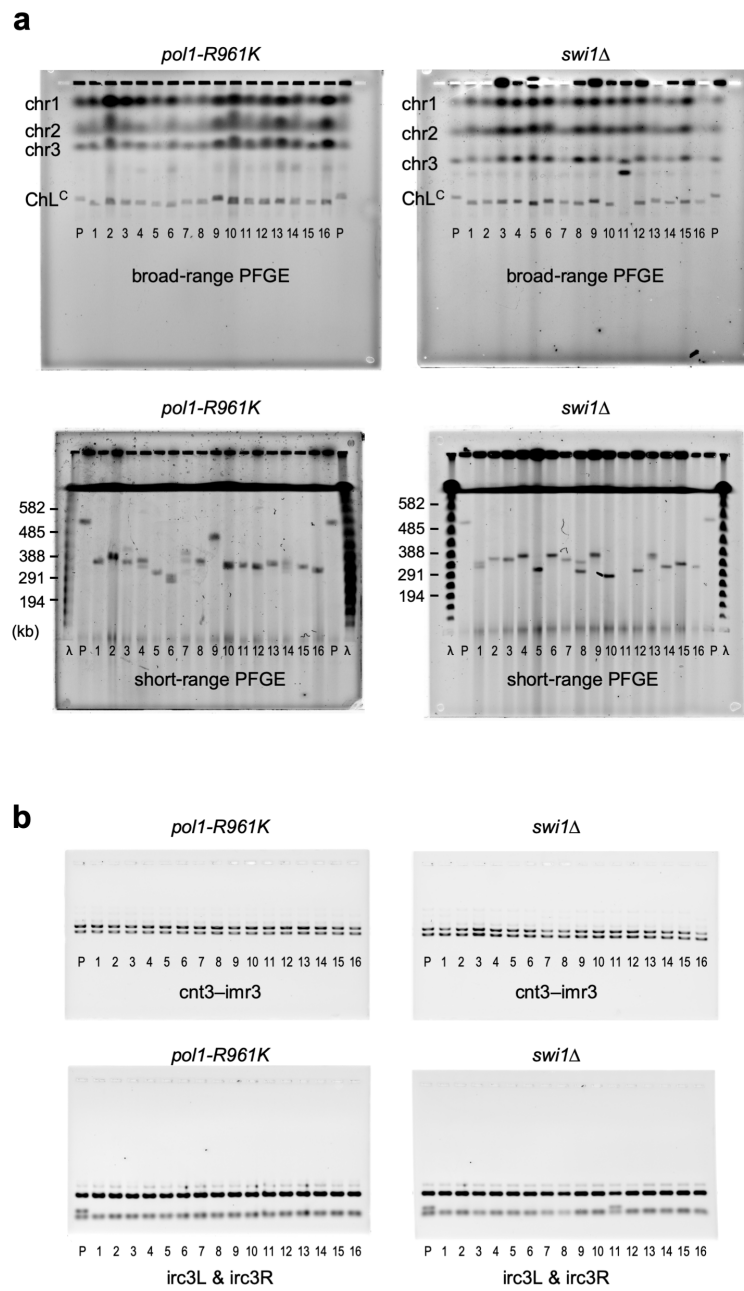 a
pol1-R961K
swi1Δ
chr1
chr2
chr3
ChLC
P 1 2 3 4 5 6 7 8 9 10 11 12 13 14 15 16 P
broad-range PFGE
chr1
chr2
chr3
ChLC
P 1 2 3 4 5 6 7 8 9 10 11 12 13 14 15 16 P
broad-range PFGE
pol1-R961K
swi1Δ
582
485
388
291
194
(kb)
λ P 1 2 3 4 5 6 7 8 9 10 11 12 13 14 15 16 P λ
short-range PFGE
582
485
388
291
194
λ P 1 2 3 4 5 6 7 8 9 10 11 12 13 14 15 16 P λ
short-range PFGE
b
pol1-R961K
swi1Δ
P 1 2 3 4 5 6 7 8 9 10 11 12 13 14 15 16
cnt3–imr3
P 1 2 3 4 5 6 7 8 9 10 11 12 13 14 15 16
cnt3–imr3
pol1-R961K
swi1Δ
P 1 2 3 4 5 6 7 8 9 10 11 12 13 14 15 16
irc3L & irc3R
P 1 2 3 4 5 6 7 8 9 10 11 12 13 14 15 16
irc3L & irc3R